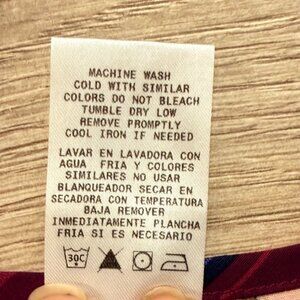 MACHINE WASH
COLD WITH SIMILAR
COLORS DO NOT BLEACH
TUMBLE DRY LOW
REMOVE PROMPTLY
COOL IRON IF NEEDED
LAVAR EN LAVADORA CON
AGUA FRIA Y COLORES
SIMILARES NO USAR
BLANQUEADOR SECAR EN
SECADORA CON TEMPERATURA
BAJA REMOVER
INMEDIATAMENTE PLANCHA
FRIA SI ES NECESARIO
30C